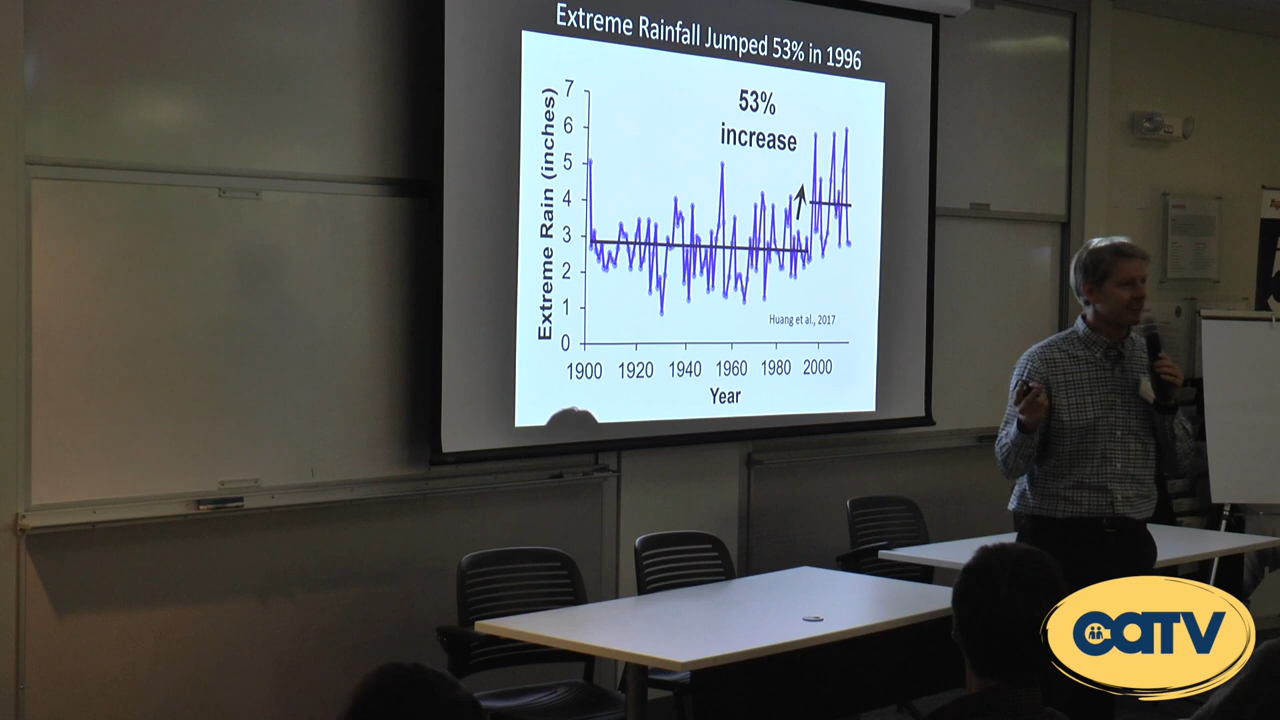 Extreme Rainfall Jumped 53% in 1996
53%
increase
Extreme Rain (inches)
7
6
5
4
3
2
1
0
1900 1920 1940 1960 1980 2000
Year
Huang et al., 2017
CATV